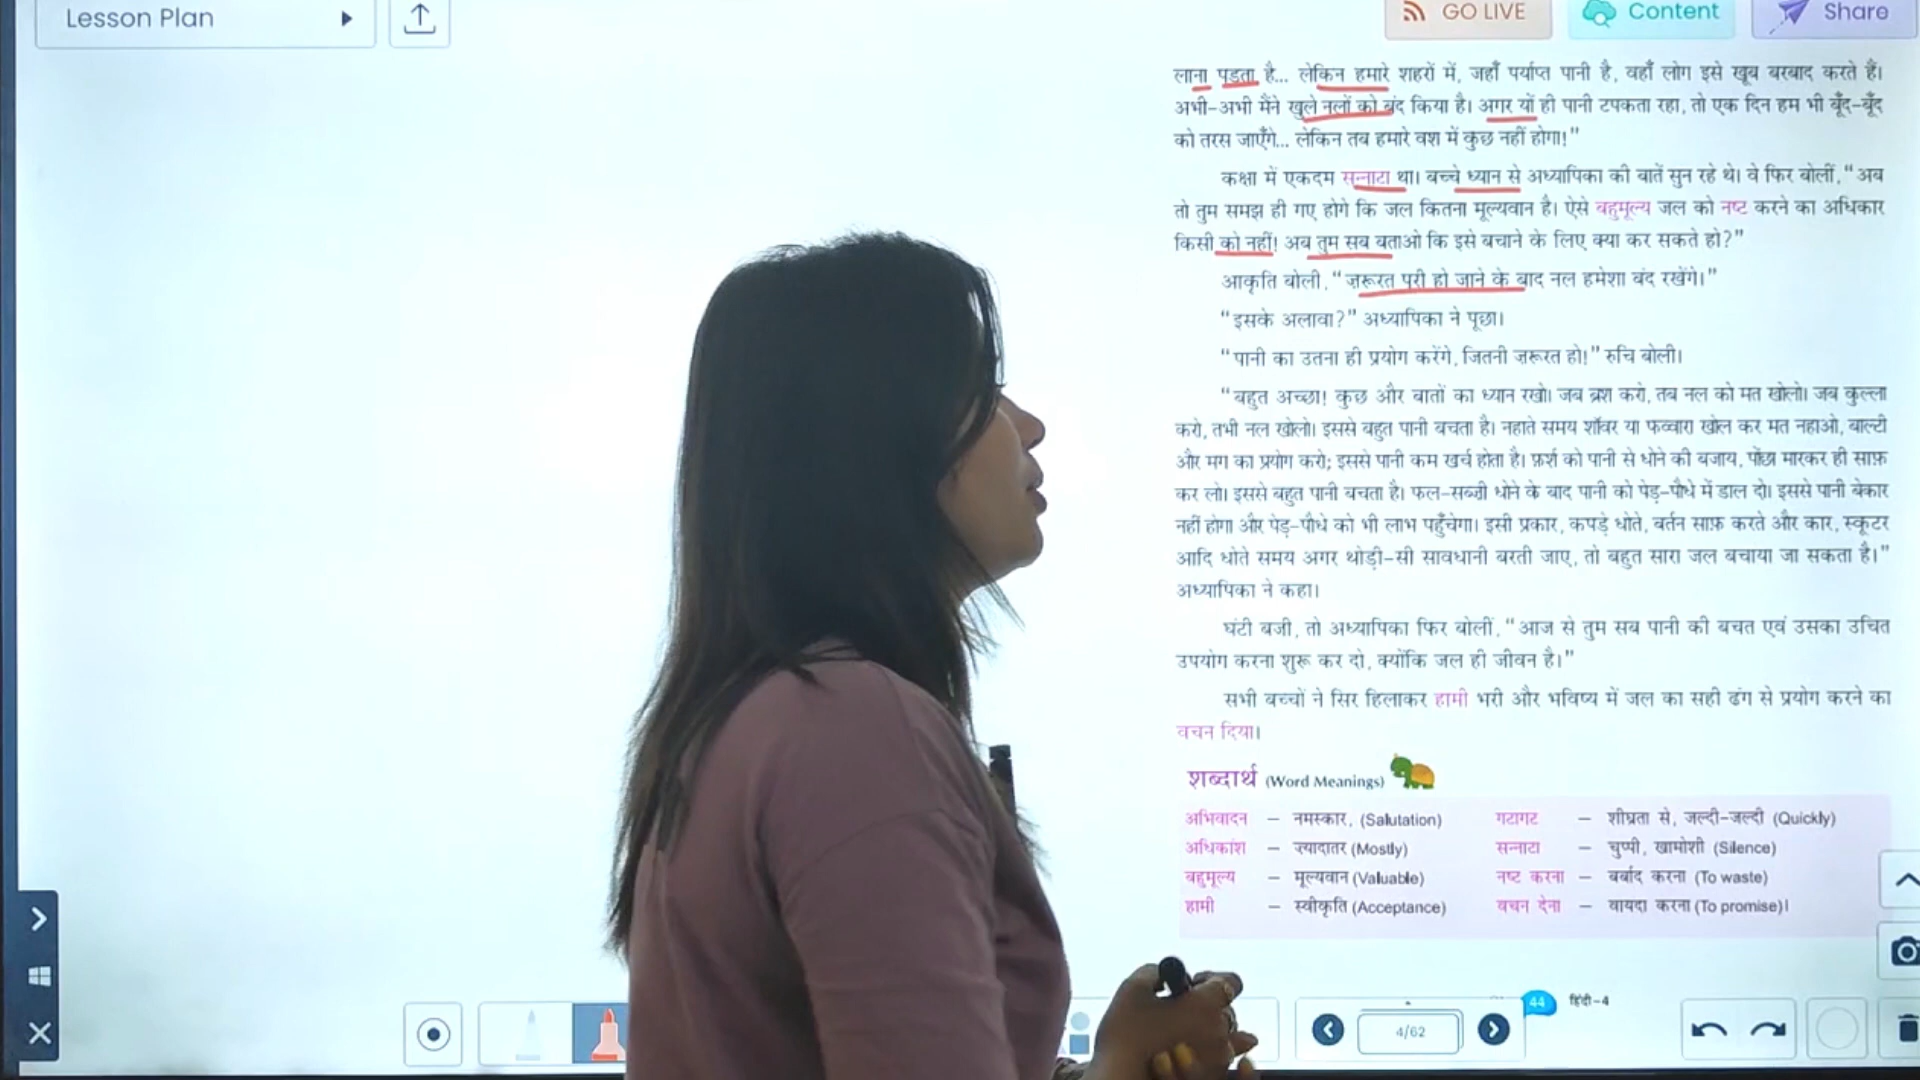 Lesson Plan
GO LIVE
Content
Share
लाना पड़ता है... लेकिन हमारे शहरों में, जहाँ पर्याप्त पानी है, वहाँ लोग इसे खूब बरबाद करते हैं।
अभी-अभी मैंने खुले नलों को बंद किया है। अगर यों ही पानी टपकता रहा, तो एक दिन हम भी बूँद-बूँद
को तरस जाएँगे... लेकिन तब हमारे वश में कुछ नहीं होगा!”
कक्षा में एकदम सन्नाटा था। बच्चे ध्यान से अध्यापिका की बातें सुन रहे थे। वे फिर बोलीं, “अब
तो तुम समझ ही गए होगे कि जल कितना मूल्यवान है। ऐसे बहुमूल्य जल को नष्ट करने का अधिकार
किसी को नहीं! अब तुम सब बताओ कि इसे बचाने के लिए क्या कर सकते हो?”
आकृति बोली, “ज़रूरत पूरी हो जाने के बाद नल हमेशा बंद रखेंगे।”
“इसके अलावा?” अध्यापिका ने पूछा।
“पानी का उतना ही प्रयोग करेंगे, जितनी ज़रूरत हो!” रुचि बोली।
“बहुत अच्छा! कुछ और बातों का ध्यान रखो। जब ब्रश करो, तब नल को मत खोलो। जब कुल्ला
करो, तभी नल खोलो। इससे बहुत पानी बचता है। नहाते समय शॉवर या फव्वारा खोल कर मत नहाओ, बाल्टी
और मग का प्रयोग करो; इससे पानी कम खर्च होता है। फ़र्श को पानी से धोने की बजाय, पोंछा मारकर ही साफ़
कर लो। इससे बहुत पानी बचता है। फल-सब्ज़ी धोने के बाद पानी को पेड़-पौधे में डाल दो। इससे पानी बेकार
नहीं होगा और पेड़-पौधे को भी लाभ पहुँचेगा। इसी प्रकार, कपड़े धोते, बर्तन साफ़ करते और कार, स्कूटर
आदि धोते समय अगर थोड़ी-सी सावधानी बरती जाए, तो बहुत सारा जल बचाया जा सकता है।”
अध्यापिका ने कहा।
घंटी बजी, तो अध्यापिका फिर बोलीं, “आज से तुम सब पानी की बचत एवं उसका उचित
उपयोग करना शुरू कर दो, क्योंकि जल ही जीवन है।”
सभी बच्चों ने सिर हिलाकर हामी भरी और भविष्य में जल का सही ढंग से प्रयोग करने का
वचन दिया।
शब्दार्थ (Word Meanings)
अभिवादन – नमस्कार, (Salutation) गटागट – शीघ्रता से, जल्दी-जल्दी (Quickly)
अधिकांश – ज़्यादातर (Mostly) सन्नाटा – चुप्पी, खामोशी (Silence)
बहुमूल्य – मूल्यवान (Valuable) नष्ट करना – बर्बाद करना (To waste)
हामी – स्वीकृति (Acceptance) वचन देना – वायदा करना (To promise)।
44 हिंदी-4
4/62